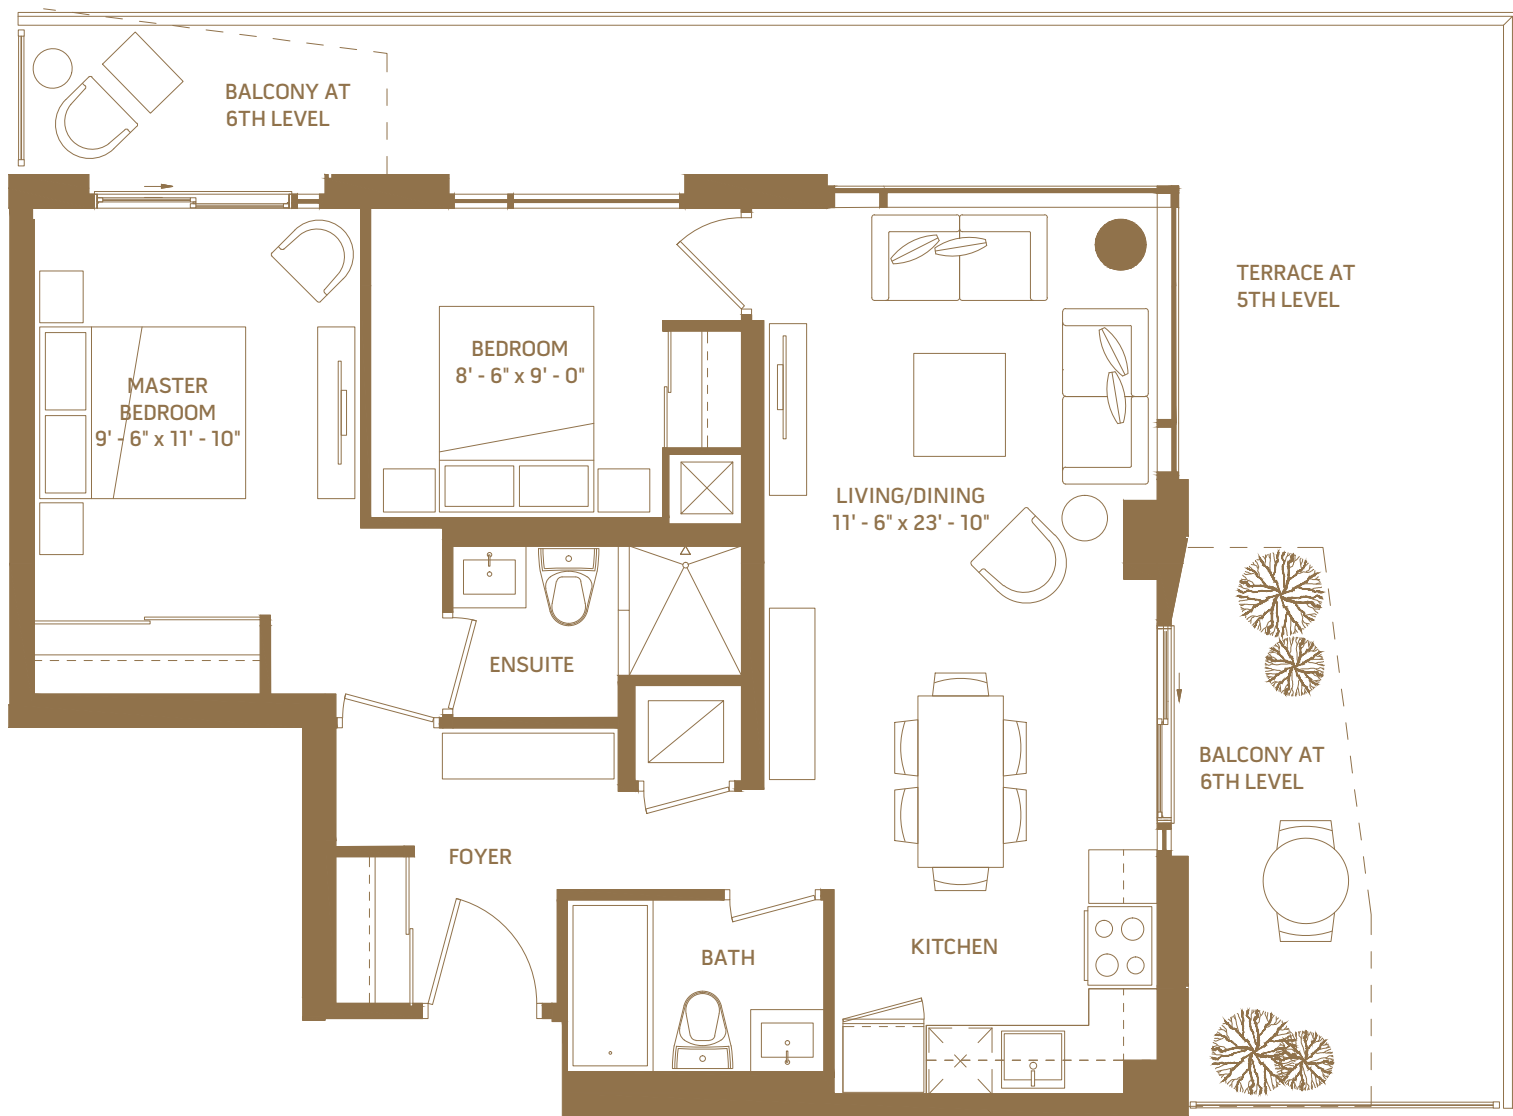 BALCONY AT
6TH LEVEL
TERRACE AT
5TH LEVEL
BEDROOM
8' - 6" x 9' - 0"
MASTER
BEDROOM
9' - 6" x 11' - 10"
LIVING/DINING
11' - 6" x 23' - 10"
ENSUITE
BALCONY AT
6TH LEVEL
FOYER
KITCHEN
BATH